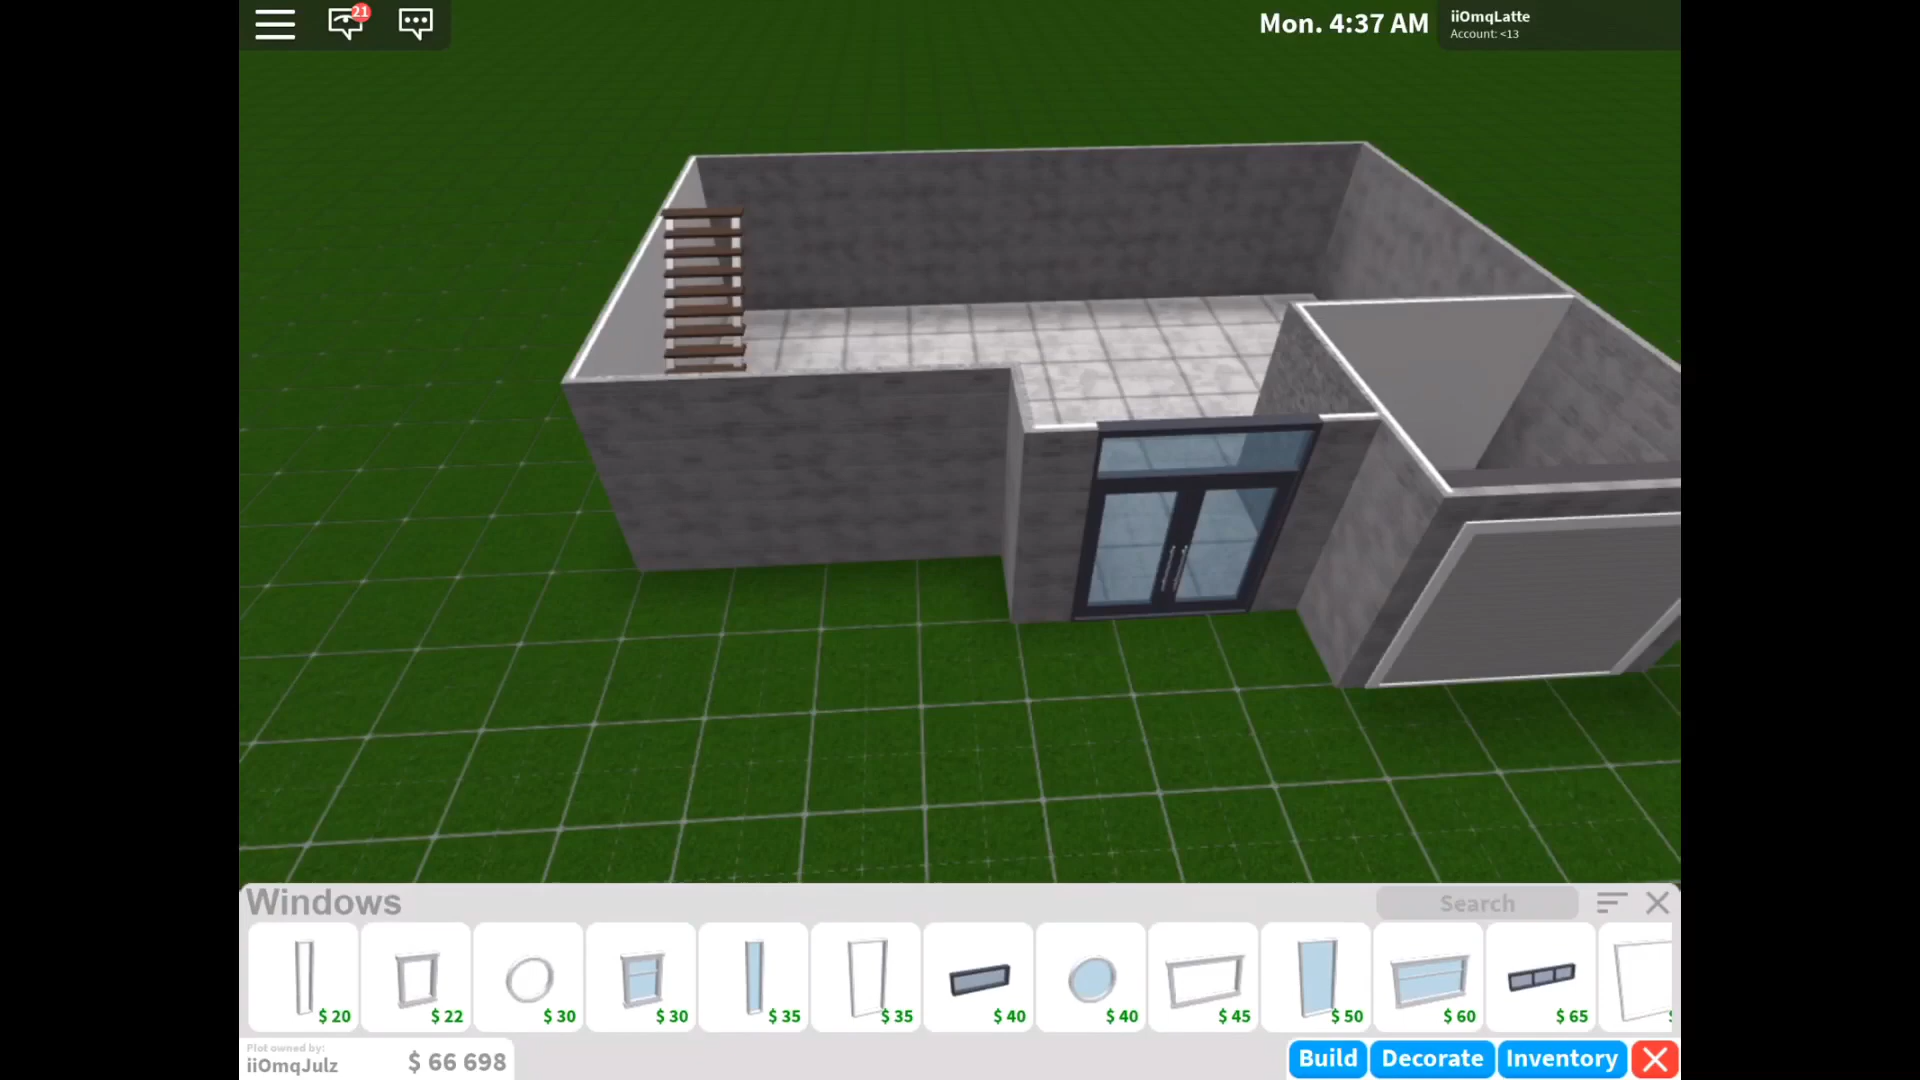 21
Mon. 4:37 AM
iiOmqLatte
Account: <13
Windows
Search
$ 20
$ 22
$ 30
$ 30
$ 35
$ 35
$ 40
$ 40
$ 45
$ 50
$ 60
$ 65
Plot owned by:
iiOmqJulz
$ 66 698
Build
Decorate
Inventory